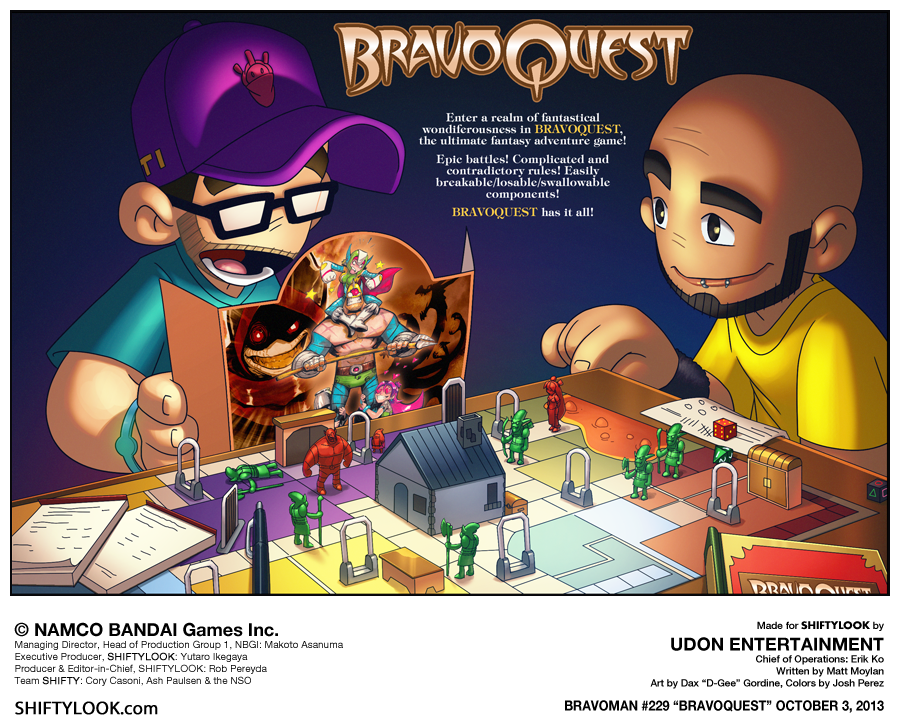 BRAVOQUEST
Enter a realm of fantastical
wondiferousness in BRAVOQUEST,
the ultimate fantasy adventure game!
Epic battles! Complicated and
contradictory rules! Easily
breakable/losable/swallowable
components!
BRAVOQUEST has it all!
BRAVOQUEST
© NAMCO BANDAI Games Inc.
Managing Director, Head of Production Group 1, NBGI: Makoto Asanuma
Executive Producer, SHIFTYLOOK: Yutaro Ikegaya
Producer & Editor-in-Chief, SHIFTYLOOK: Rob Pereyda
Team SHIFTY: Cory Casoni, Ash Paulsen & the NSO
SHIFTYLOOK.com
Made for SHIFTYLOOK by
UDON ENTERTAINMENT
Chief of Operations: Erik Ko
Written by Matt Moylan
Art by Dax “D-Gee” Gordine, Colors by Josh Perez
BRAVOMAN #229 “BRAVOQUEST” OCTOBER 3, 2013